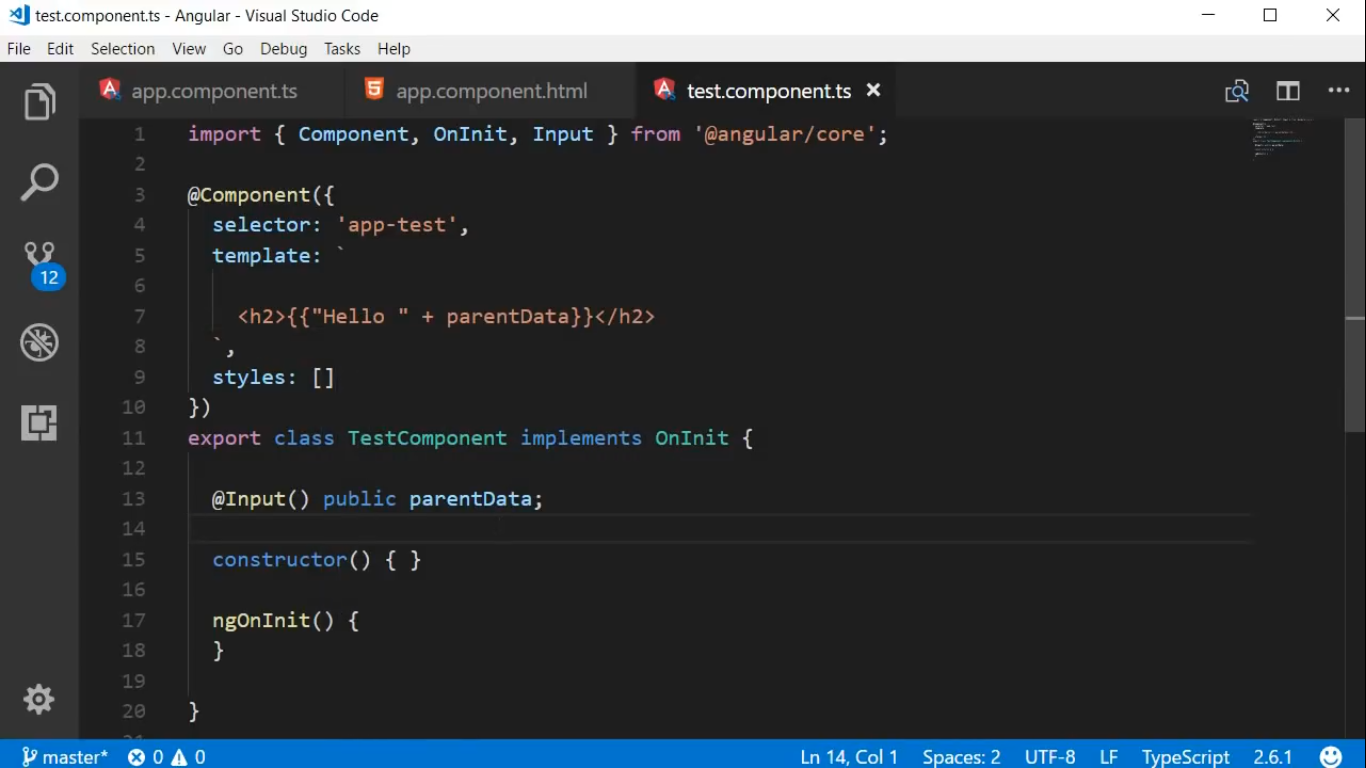 test.component.ts - Angular - Visual Studio Code
File Edit Selection View Go Debug Tasks Help
app.component.ts app.component.html test.component.ts
1 import { Component, OnInit, Input } from '@angular/core';
2
3 @Component({
4 selector: 'app-test',
5 template: `
6
7 <h2>{{"Hello " + parentData}}</h2>
8 `,
9 styles: []
10 })
11 export class TestComponent implements OnInit {
12
13 @Input() public parentData;
14
15 constructor() { }
16
17 ngOnInit() {
18 }
19
20 }
21
12
master* 0 0 Ln 14, Col 1 Spaces: 2 UTF-8 LF TypeScript 2.6.1